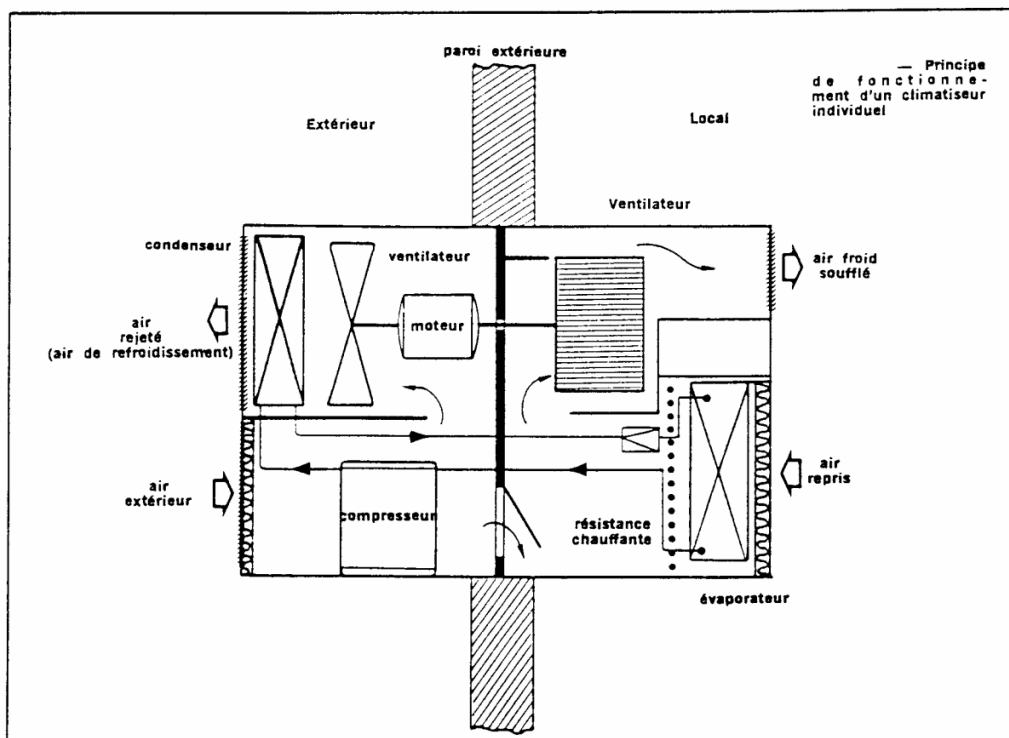 paroi extérieure
— Principe
de fonctionne-
ment d'un climatiseur
individuel
Extérieur
Local
Ventilateur
condenseur
ventilateur
air froid
soufflé
moteur
air
rejeté
(air de refroidissement)
air
repris
air
extérieur
compresseur
résistance
chauffante
évaporateur